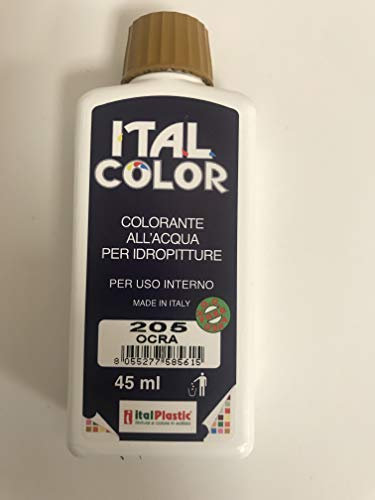 ITAL
COLOR
COLORANTE
ALL'ACQUA
PER IDROPITTURE
PER USO INTERNO
MADE IN ITALY
205
OCRA
8 055277 585615
45 ml
italPlastic